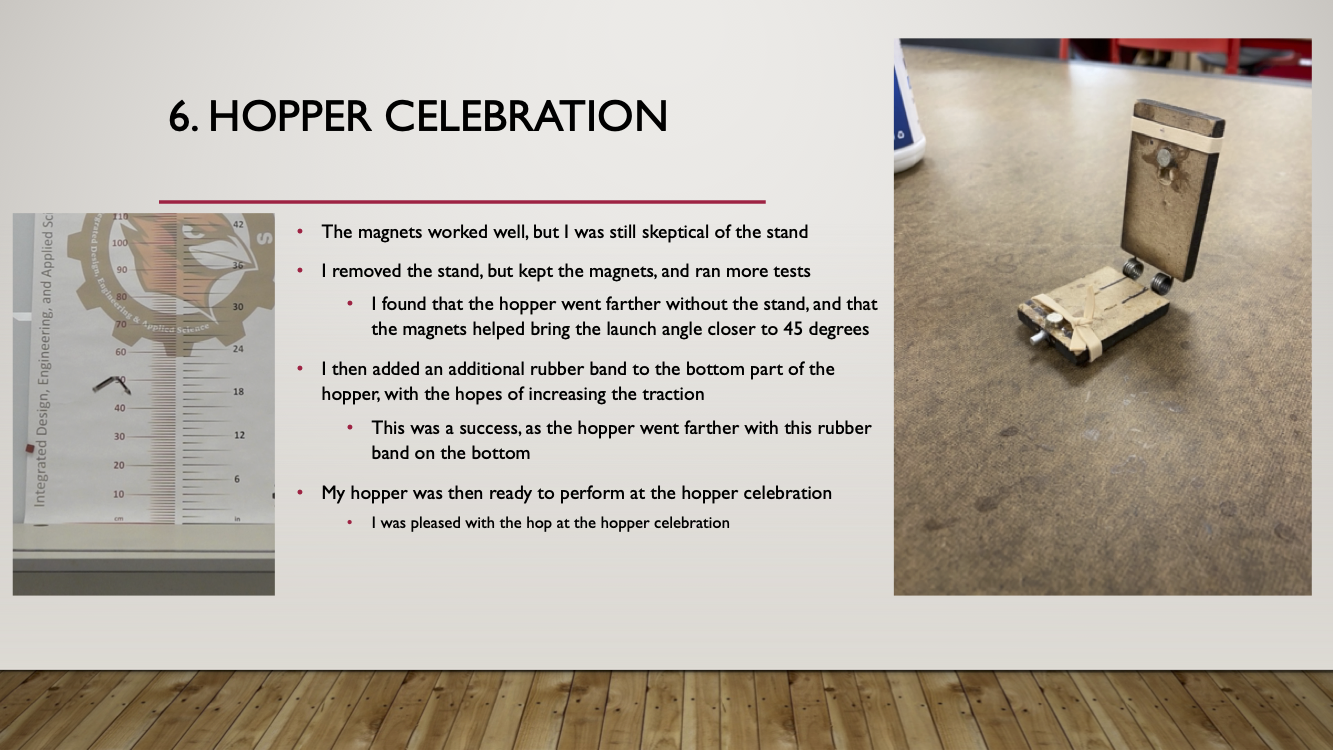 6. HOPPER CELEBRATION
• The magnets worked well, but I was still skeptical of the stand
• I removed the stand, but kept the magnets, and ran more tests
• I found that the hopper went farther without the stand, and that
the magnets helped bring the launch angle closer to 45 degrees
• I then added an additional rubber band to the bottom part of the
hopper, with the hopes of increasing the traction
• This was a success, as the hopper went farther with this rubber
band on the bottom
• My hopper was then ready to perform at the hopper celebration
• I was pleased with the hop at the hopper celebration
Integrated Design, Engineering, and Applied Sc
Design, Engineering & Applied Science
S
110
100
90
80
70
60
40
30
20
10
cm
42
36
30
24
18
12
6
in